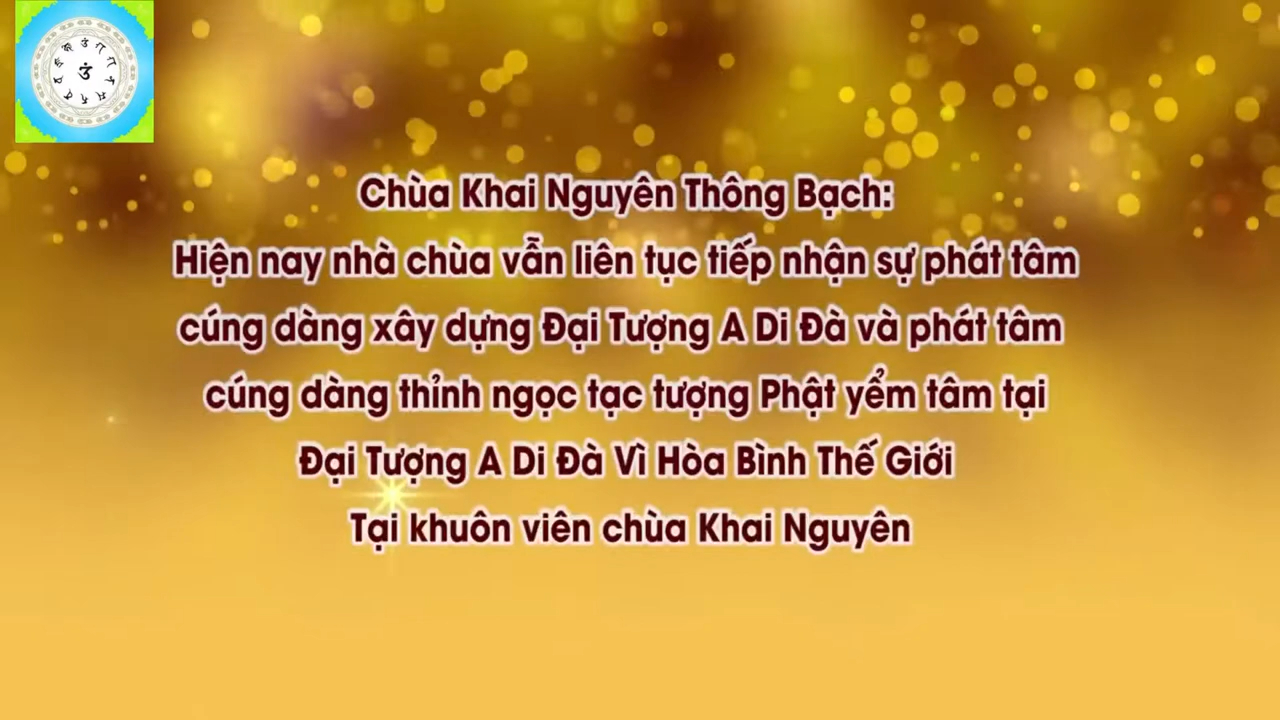 Chùa Khai Nguyên Thông Bạch:
Hiện nay nhà chùa vẫn liên tục tiếp nhận sự phát tâm
cúng dàng xây dựng Đại Tượng A Di Đà và phát tâm
cúng dàng thỉnh ngọc tạc tượng Phật yểm tâm tại
Đại Tượng A Di Đà Vì Hòa Bình Thế Giới
Tại khuôn viên chùa Khai Nguyên